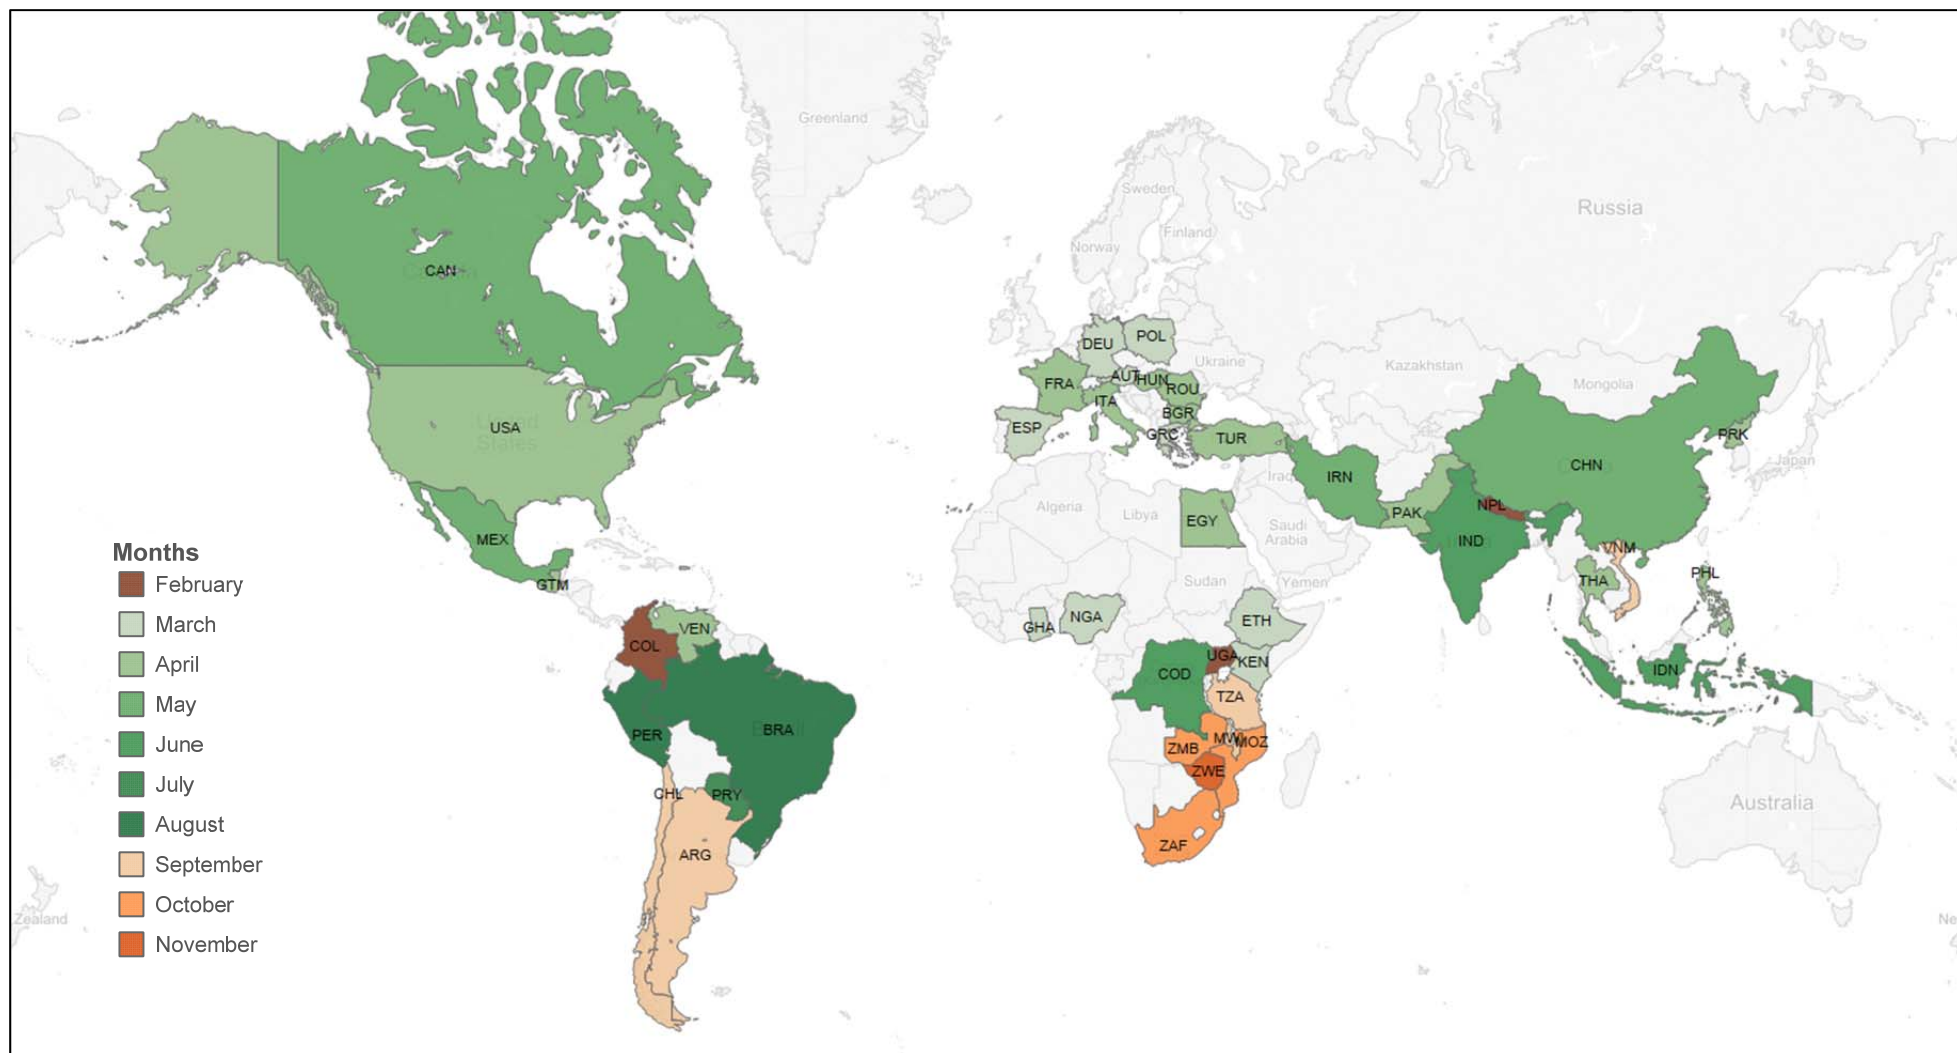 Greenland
Sweden
Russia
Finland
Norway
CAN
DEU
POL
Ukraine
Kazakhstan
Mongolia
AUT
HUN
FRA
ROU
ITA
BGR
USA
United
States
ESP
GRC
TUR
PRK
Japan
CHN
IRN
Iraq
NPL
PAK
Algeria
Libya
EGY
Saudi
Arabia
MEX
IND
VNM
Months
GTM
Sudan
Yemen
THA
PHL
February
March
GHA
NGA
ETH
VEN
COL
UGA
KEN
April
COD
IDN
TZA
May
PER
BRA
June
ZMB
MWI
MOZ
ZWE
July
CHL
PRY
Australia
August
ARG
ZAF
September
October
Zealand
Ne
November